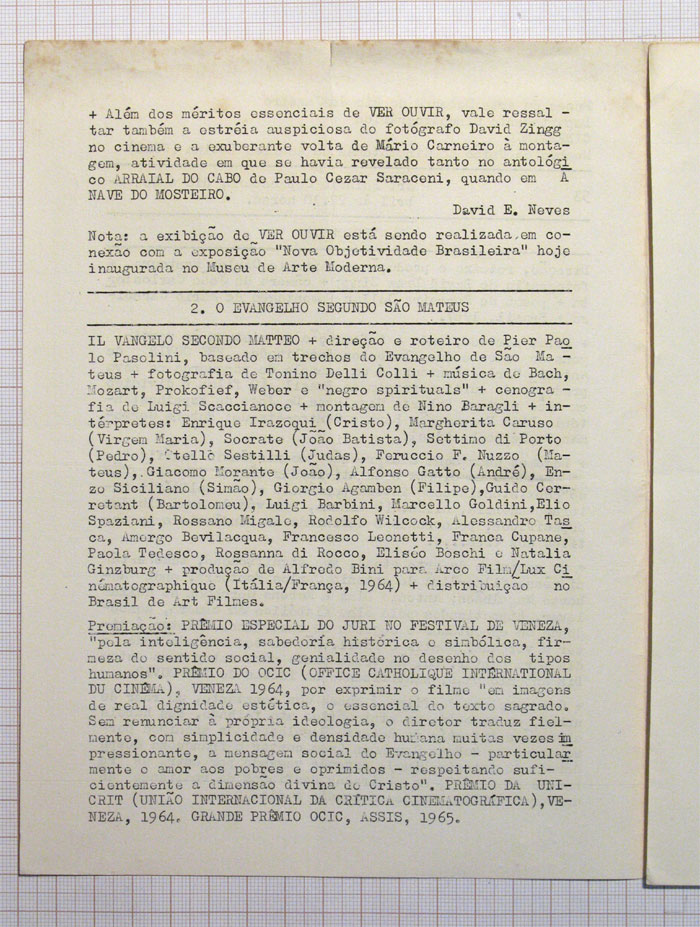 + Além dos méritos essenciais de VER OUVIR, vale ressal -
tar também a estréia auspiciosa do fotógrafo David Zingg
no cinema e a exuberante volta de Mário Carneiro à monta-
gem, atividade em que se havia revelado tanto no antológi
co ARRAIAL DO CABO de Paulo Cezar Saraceni, quando em A
NAVE DO MOSTEIRO.
David E. Neves
Nota: a exibição de VER OUVIR está sendo realizada em co-
nexão com a exposição "Nova Objetividade Brasileira" hoje
inaugurada no Museu de Arte Moderna.
2. O EVANGELHO SEGUNDO SÃO MATEUS
IL VANGELO SECONDO MATTEO + direção e roteiro de Pier Pao
lo Pasolini, baseado em trechos do Evangelho de São Ma -
teus + fotografia de Tonino Delli Colli + música de Bach,
Mozart, Prokofief, Weber e "negro spirituals" + cenogra -
fia de Luigi Scaccianoce + montagem de Nino Baragli + in-
térpretes: Enrique Irazoqui (Cristo), Margherita Caruso
(Virgem Maria), Socrate (João Batista), Settimo di Porto
(Pedro), Otello Sestilli (Judas), Feruccio F. Nuzzo (Ma-
teus), Giacomo Morante (João), Alfonso Gatto (André), En-
zo Siciliano (Simão), Giorgio Agamben (Filipe),Guido Cer-
retant (Bartolomeu), Luigi Barbini, Marcello Goldini,Elio
Spaziani, Rossano Migale, Rodolfo Wilcock, Alessandro Tas
ca, Amergo Bevilacqua, Francesco Leonetti, Franca Cupane,
Paola Tedesco, Rossanna di Rocco, Eliséo Boschi e Natalia
Ginzburg + produção de Alfredo Bini para Arco Film/Lux Ci
nématographique (Itália/França, 1964) + distribuição no
Brasil de Art Filmes.
Premiação: PRÊMIO ESPECIAL DO JURI NO FESTIVAL DE VENEZA,
"pela inteligência, sabedoria histórica e simbólica, fir-
meza do sentido social, genialidade no desenho dos tipos
humanos". PRÊMIO DO OCIC (OFFICE CATHOLIQUE INTERNATIONAL
DU CINÉMA), VENEZA 1964, por exprimir o filme "em imagens
de real dignidade estética, o essencial do texto sagrado.
Sem renunciar à própria ideologia, o diretor traduz fiel-
mente, com simplicidade e densidade humana muitas vezes im
pressionante, a mensagem social do Evangelho - particular
mente o amor aos pobres e oprimidos - respeitando sufi-
cientemente a dimensão divina de Cristo". PRÊMIO DA UNI-
CRIT (UNIÃO INTERNACIONAL DA CRÍTICA CINEMATOGRÁFICA),VE-
NEZA, 1964. GRANDE PRÊMIO OCIC, ASSIS, 1965.